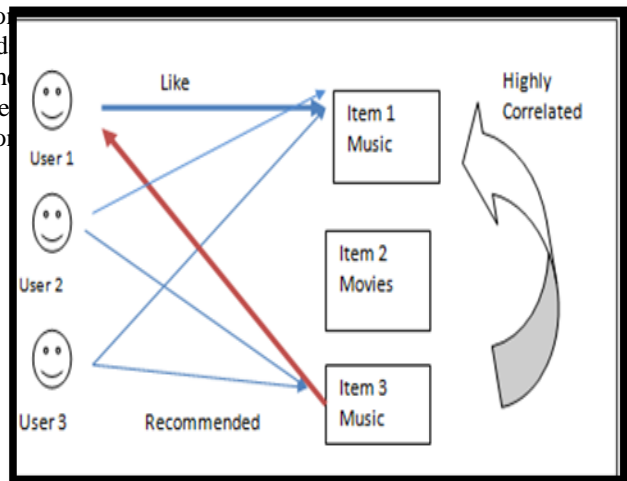 Like
Highly
Correlated
Item 1
Music
User 1
Item 2
Movies
User 2
Item 3
Music
User 3
Recommended